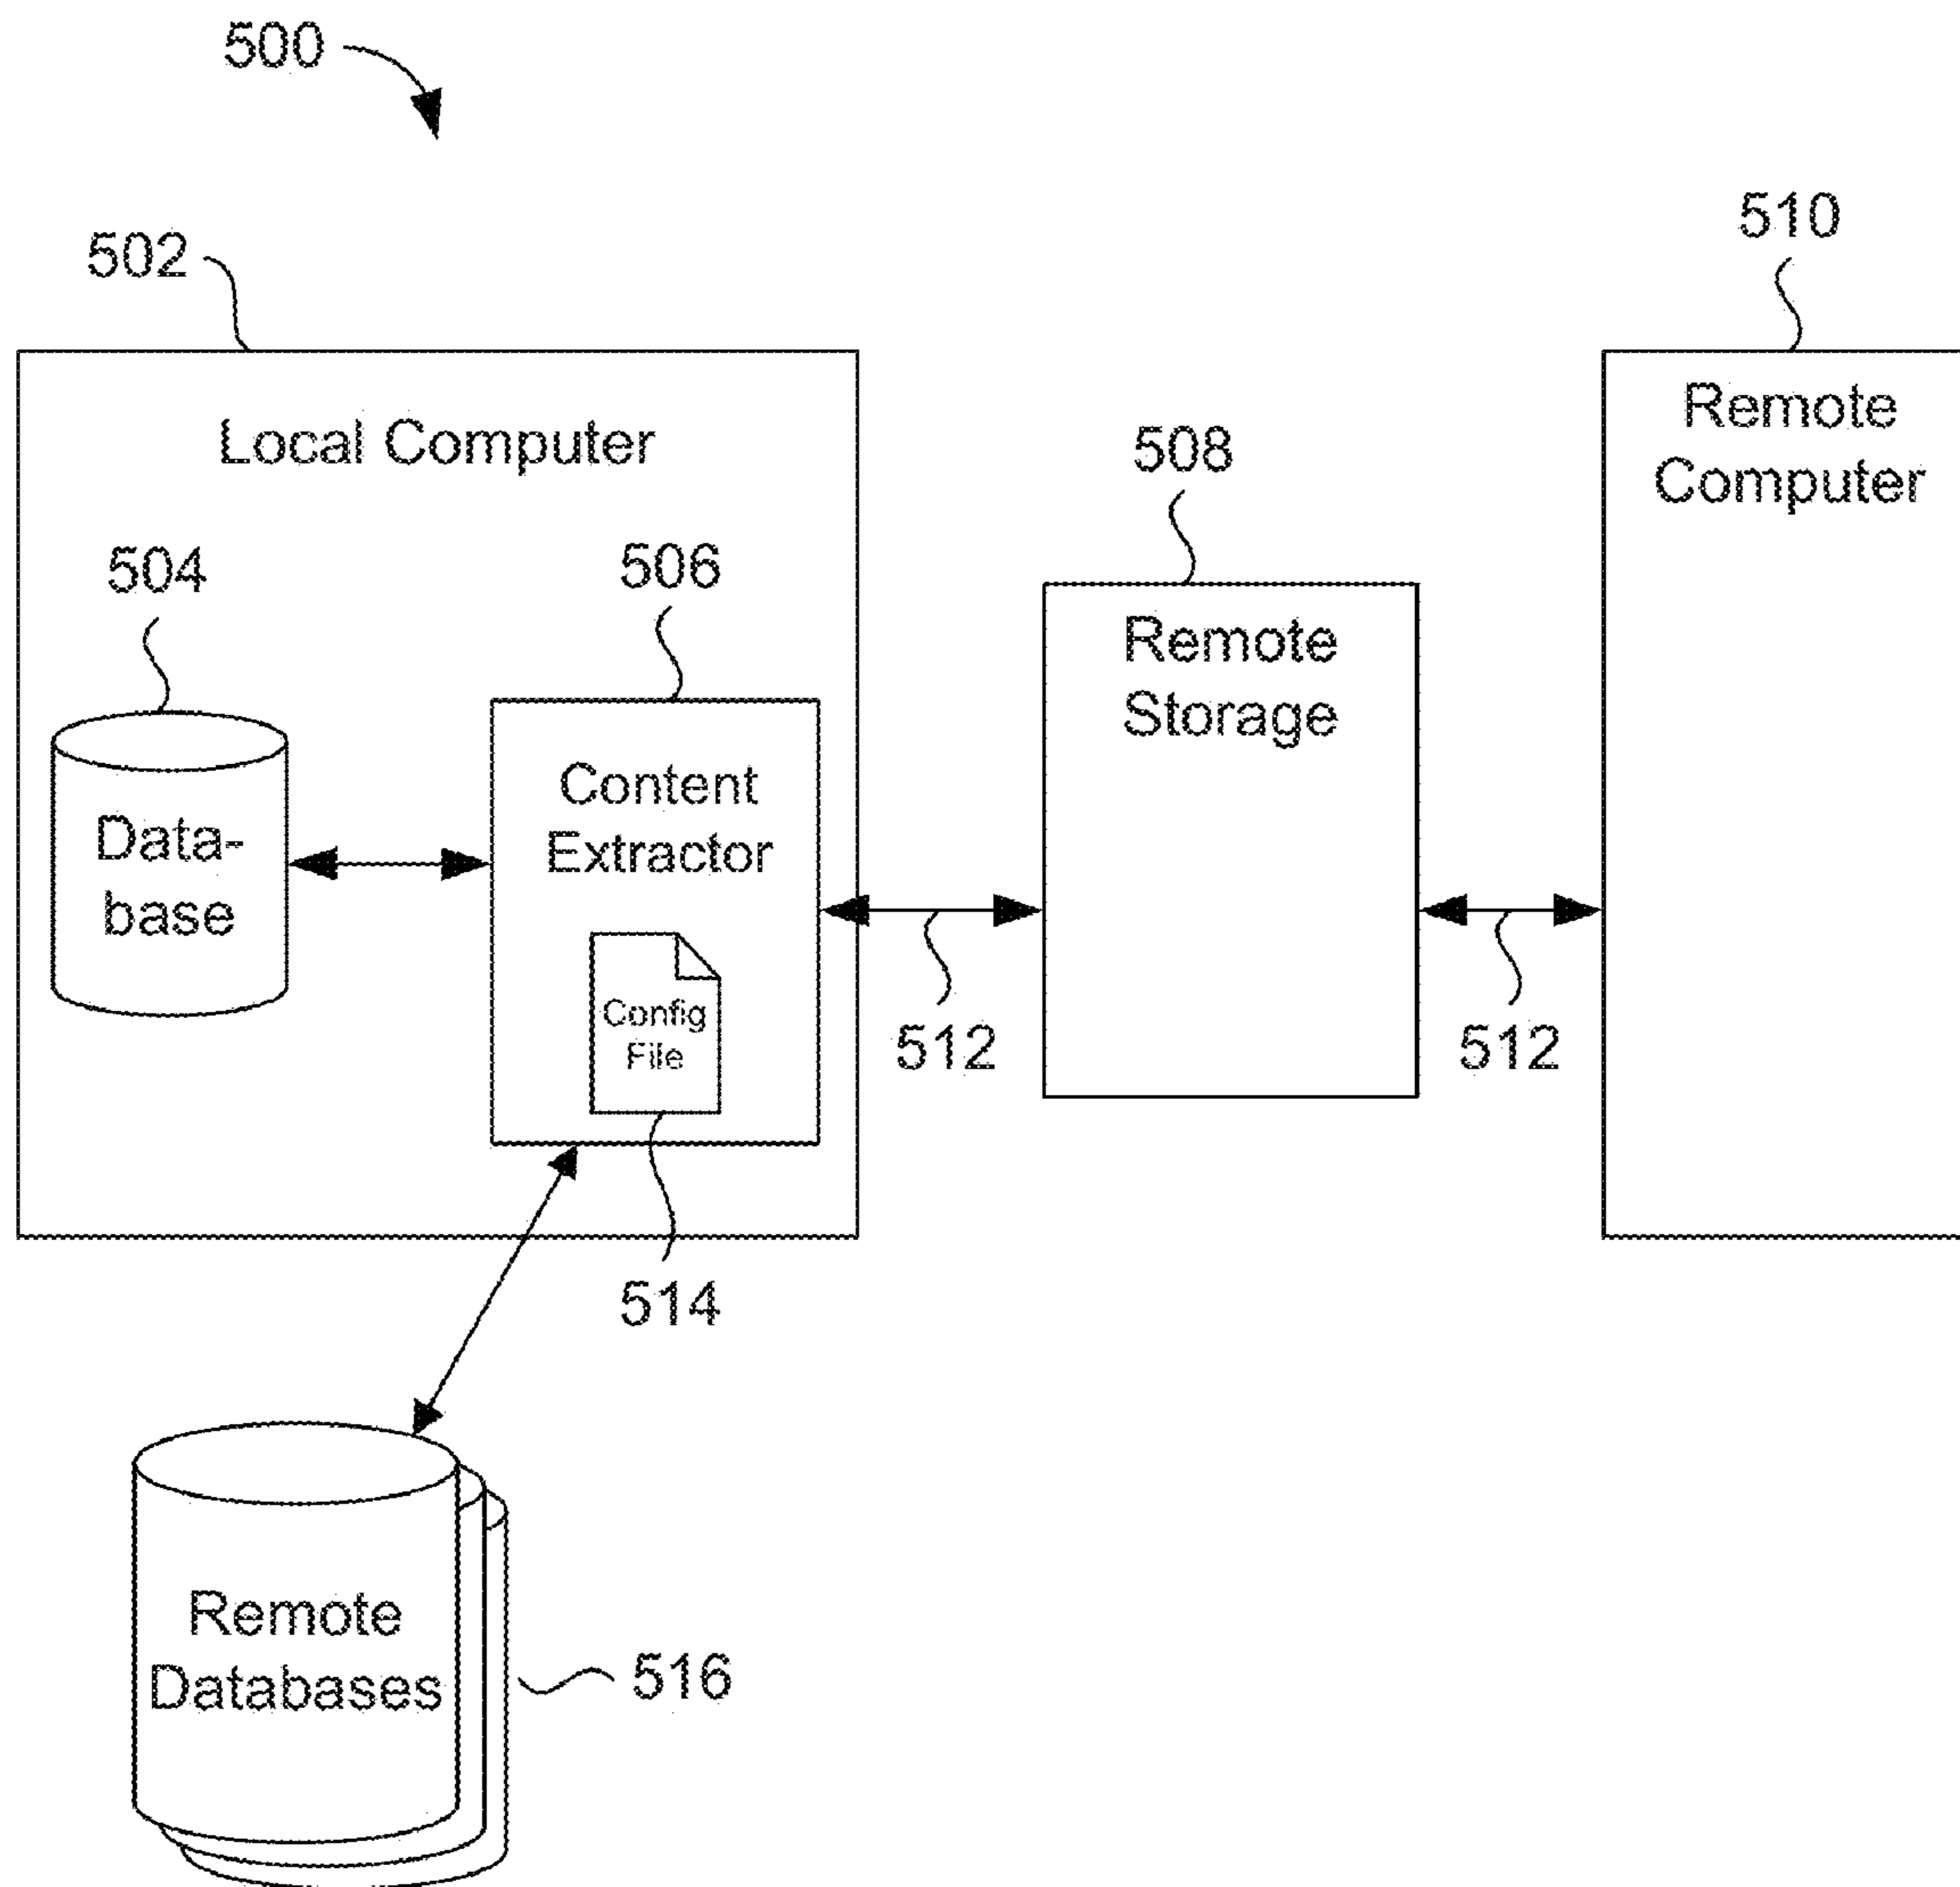 500
502
510
Local Computer
Remote
Computer
508
504
506
Remote
Storage
Content
Extractor
Data-
base
Config
File
512
512
514
Remote
Databases
516